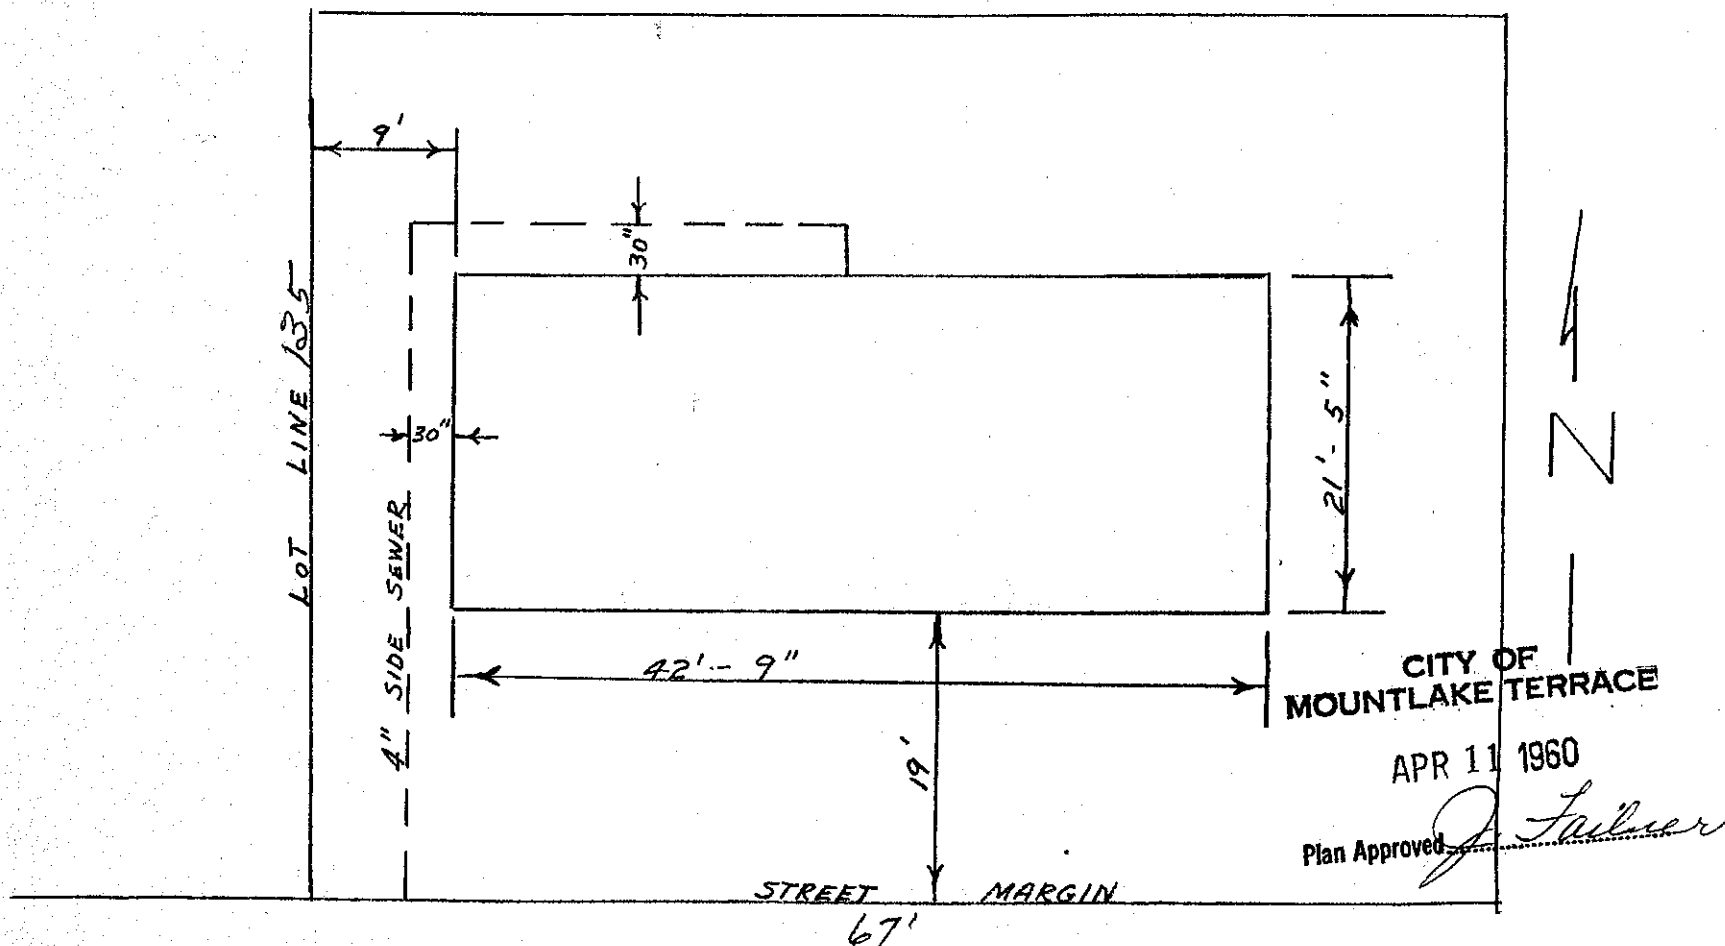 9'
30"
LOT LINE 135
30"
21'-5"
N
4" SIDE SEWER
42'-9"
19'
CITY OF
MOUNTLAKE TERRACE
APR 11 1960
Plan Approved J.
STREET MARGIN
67'